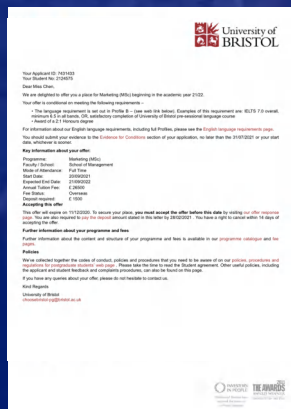 University of
BRISTOL
Your Applicant ID: 7431433
Your Student No: 2124573
Dear Miss Chen,
We are delighted to offer you a place for Marketing (MSc) beginning in the academic year 21/22.
Your offer is conditional on meeting the following requirements –
• The language requirement is set out in Profile B – (see web link below). Examples of this requirement are: IELTS 7.0 overall,
minimum 6.5 in all bands, OR, satisfactory completion of University of Bristol pre-sessional language course
• Award of a 2:1 Honours degree
For information about our English language requirements, including full Profiles, please see the English language requirements page.
You should submit your evidence to the Evidence for Conditions section of your application, no later than the 31/07/2021 or your start
date, whichever is sooner.
Key information about your offer:
Programme: Marketing (MSc)
Faculty / School: School of Management
Mode of Attendance: Full Time
Start Date: 20/09/2021
Expected End Date: 21/09/2022
Annual Tuition Fee: £ 26500
Fee Status: Overseas
Deposit required: £ 1500
Accepting this offer
This offer will expire on 11/12/2020. To secure your place, you must accept the offer before this date by visiting our offer response
page. You are also required to pay the request amount stated in this letter by 26/02/2021. You have a right to cancel within 14 days of
accepting the offer.
Further information about your programme and fees
Further information about the content and structure of your programme and fees is available in our programme catalogue and fee
pages.
Policies
We've collected together the codes of conduct, policies and procedures that you need to be aware of on our policies, procedures and
regulations for postgraduate students' web page. Please take the time to read the Student agreement. Other useful policies, including
the applicant and student feedback and complaints procedures, can also be found on this page.
If you have any queries about your offer, please do not hesitate to contact us.
Kind Regards
University of Bristol
choosebristol-pg@bristol.ac.uk
INVESTORS
IN PEOPLE
THE AWARDS